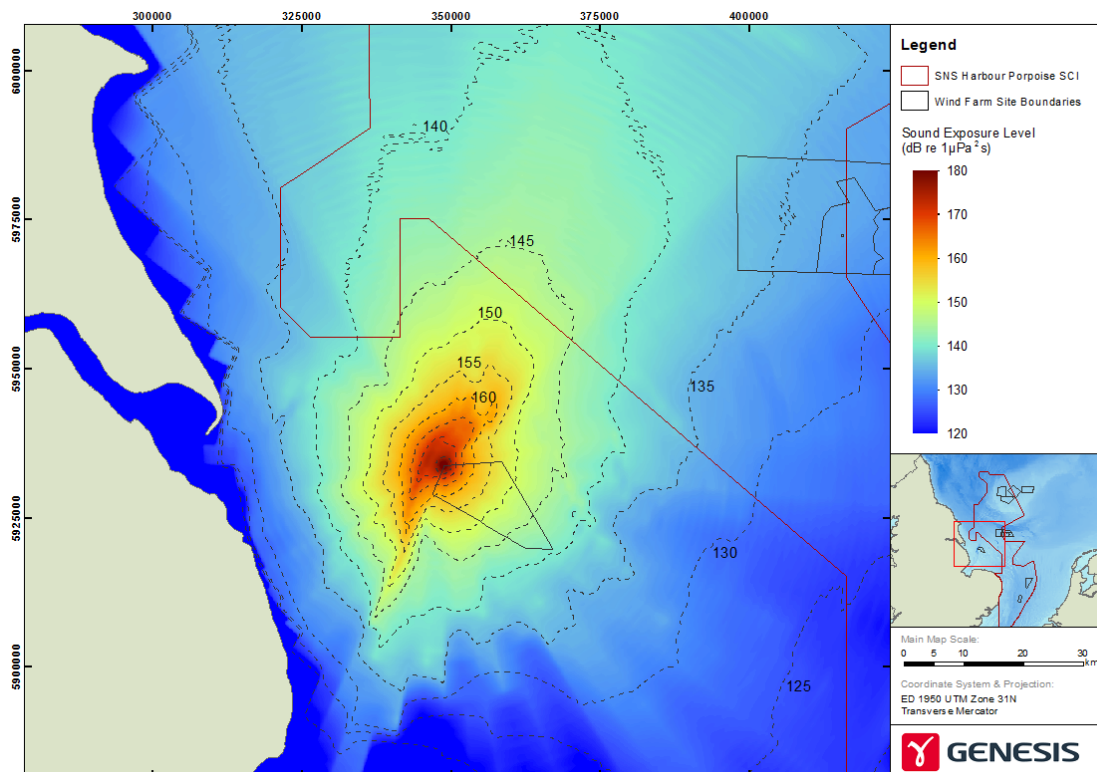 300000 325000 350000 375000 400000
6000000
5975000
5950000
5925000
5900000
140
145
150
155
160
135
130
125
Legend
SNS Harbour Porpoise SCI
Wind Farm Site Boundaries
Sound Exposure Level
(dB re 1µPa²s)
180
170
160
150
140
130
120
Main Map Scale:
0 5 10 20 30
km
Coordinate System & Projection:
ED 1950 UTM Zone 31N
Transverse Mercator
GENESIS